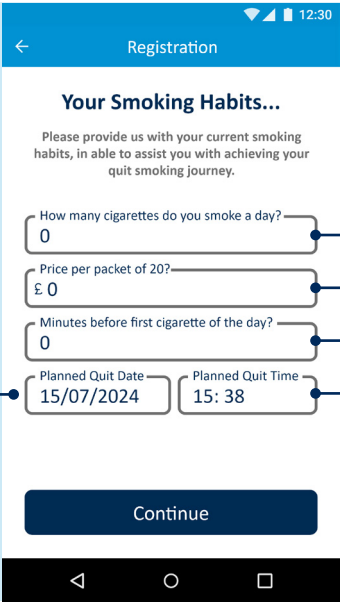 12:30
Registration
Your Smoking Habits...
Please provide us with your current smoking
habits, in able to assist you with achieving your
quit smoking journey.
How many cigarettes do you smoke a day?
0
Price per packet of 20?
£ 0
Minutes before first cigarette of the day?
0
Planned Quit Date
15/07/2024
Planned Quit Time
15: 38
Continue